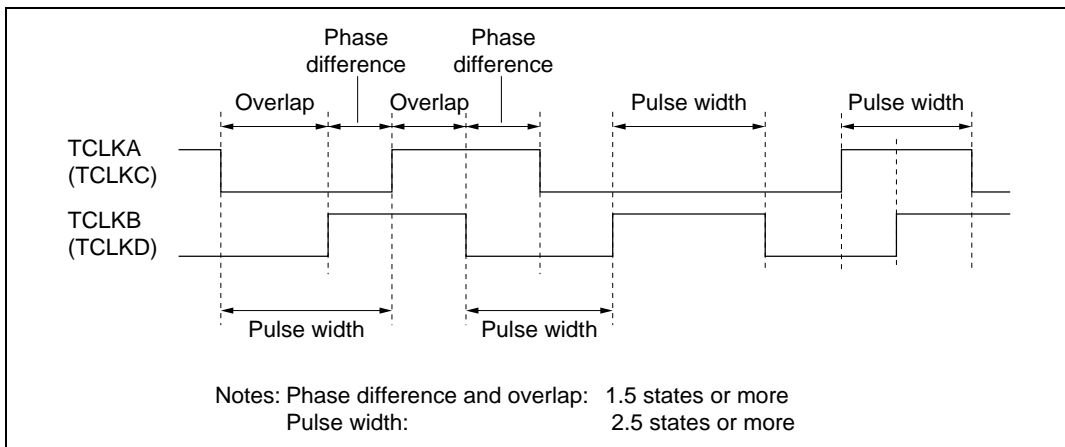 Phase difference
Phase difference
Overlap
Overlap
Pulse width
Pulse width
TCLKA
(TCLKC)
TCLKB
(TCLKD)
Pulse width
Pulse width
Notes: Phase difference and overlap: 1.5 states or more
Pulse width: 2.5 states or more